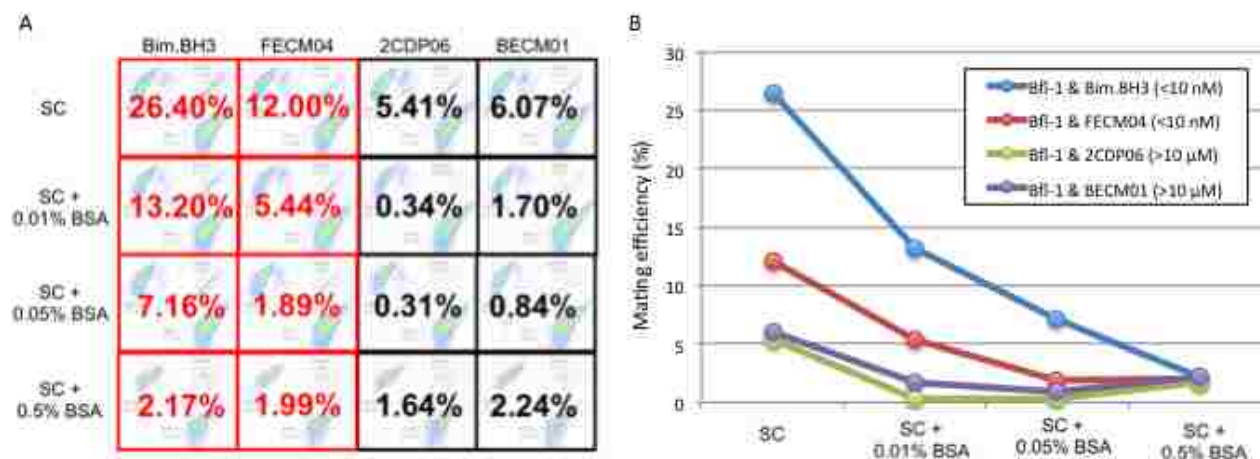 A
Bim.BH3 FECM04 2CDP06 BECM01
SC
26.40% 12.00% 5.41% 6.07%
SC +
0.01% BSA
13.20% 5.44% 0.34% 1.70%
SC +
0.05% BSA
7.16% 1.89% 0.31% 0.84%
SC +
0.5% BSA
2.17% 1.99% 1.64% 2.24%
B
Mating efficiency (%)
30
25
20
15
10
5
0
Bfl-1 & Bim.BH3 (<10 nM)
Bfl-1 & FECM04 (<10 nM)
Bfl-1 & 2CDP06 (>10 µM)
Bfl-1 & BECM01 (>10 µM)
SC
SC +
0.01% BSA
SC +
0.05% BSA
SC +
0.5% BSA